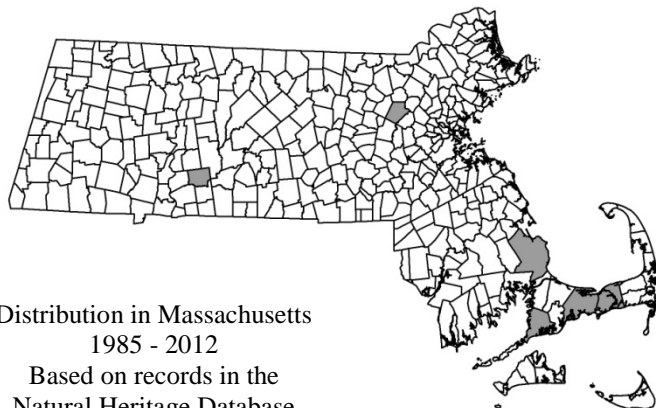 Distribution in Massachusetts
1985 - 2012
Based on records in the
Natural Heritage Database